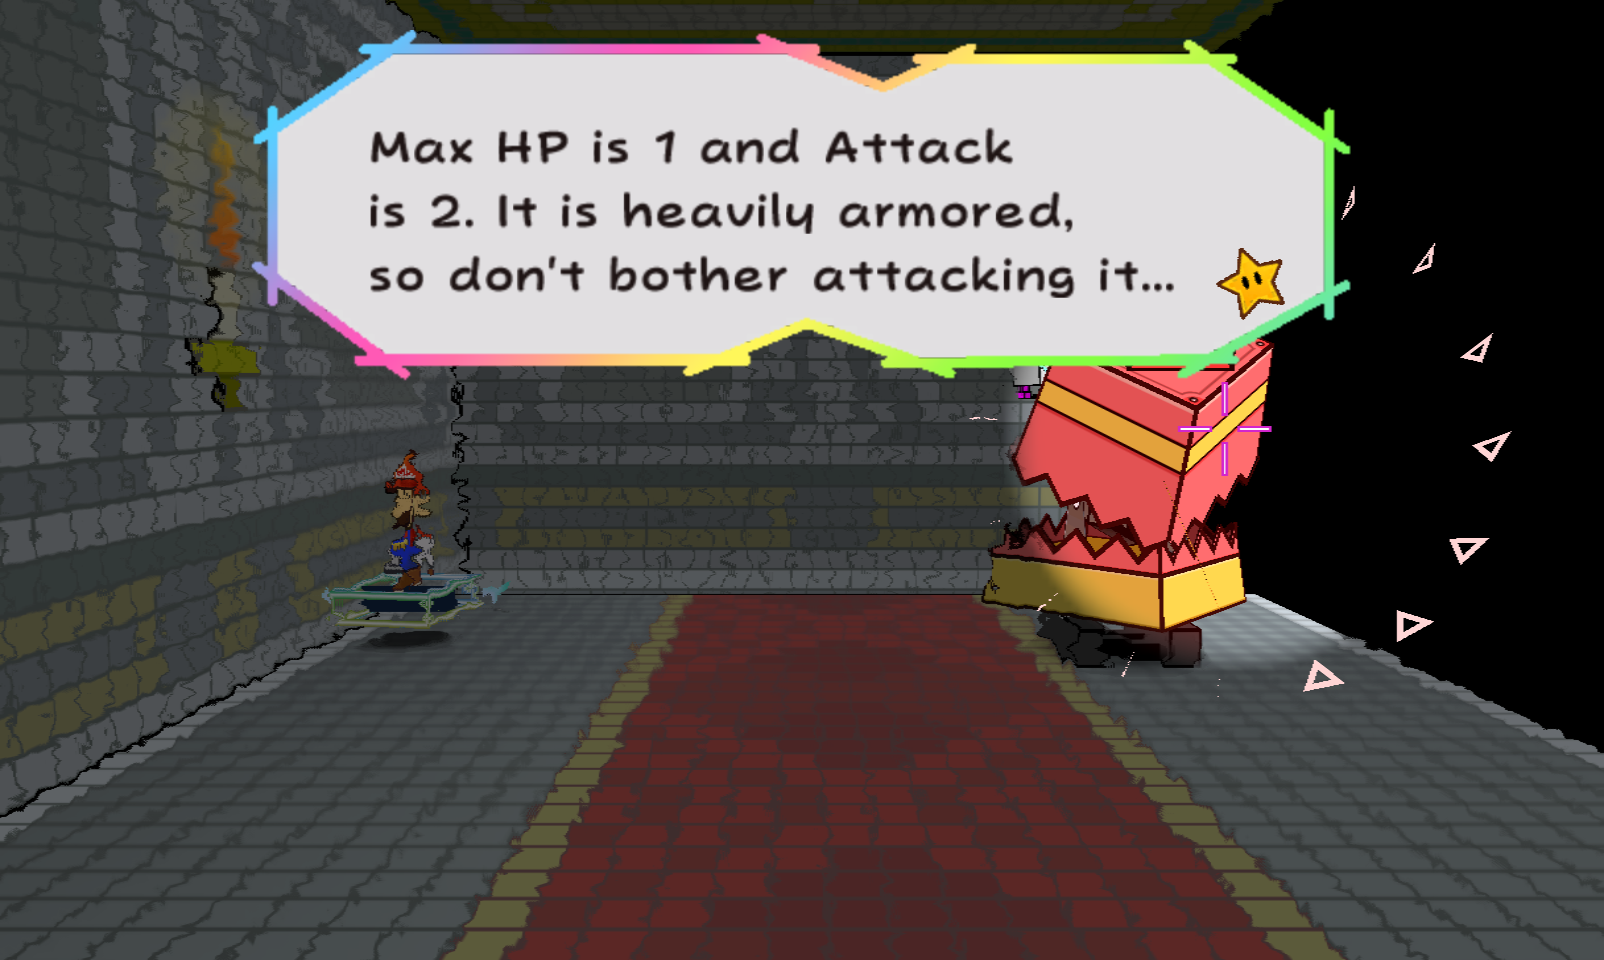 Max HP is 1 and Attack
is 2. It is heavily armored,
so don't bother attacking it...